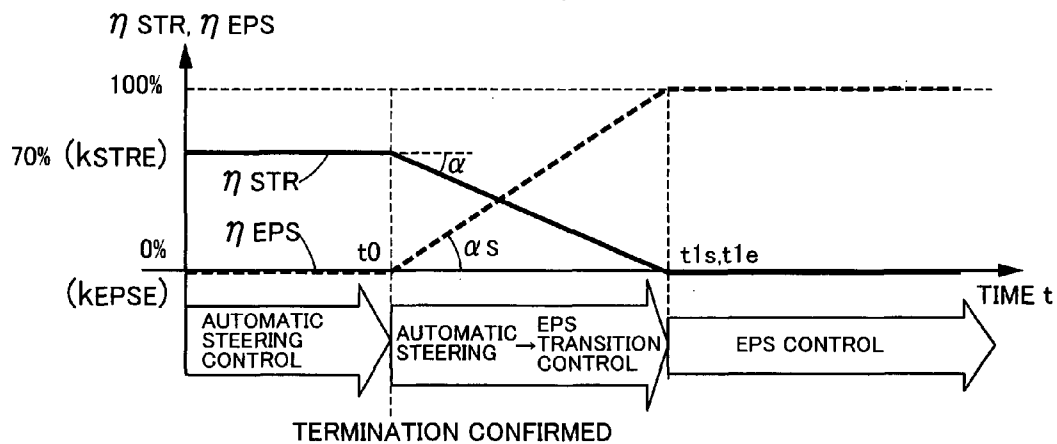 η STR, η EPS
100%
70% (kSTRE)
α
η STR
η EPS
αs
0%
t0
t1s,t1e
(kEPSE)
TIME t
AUTOMATIC
STEERING
CONTROL
AUTOMATIC
STEERING
→
EPS
TRANSITION
CONTROL
EPS CONTROL
TERMINATION CONFIRMED